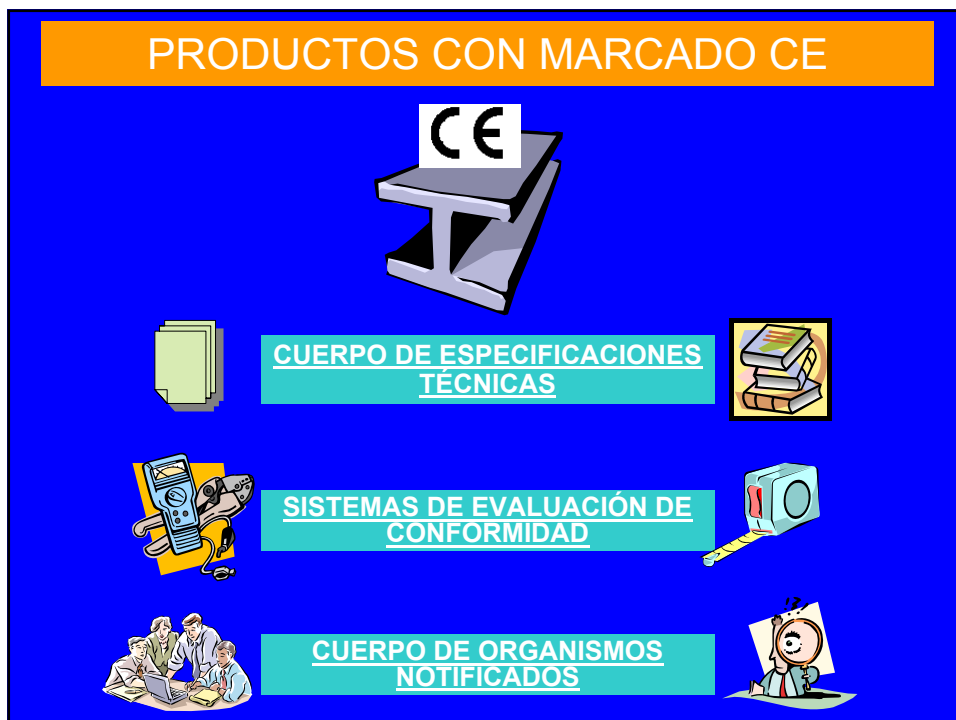 PRODUCTOS CON MARCADO CE
CE
CUERPO DE ESPECIFICACIONES
TÉCNICAS
SISTEMAS DE EVALUACIÓN DE
CONFORMIDAD
!?!
CUERPO DE ORGANISMOS
NOTIFICADOS